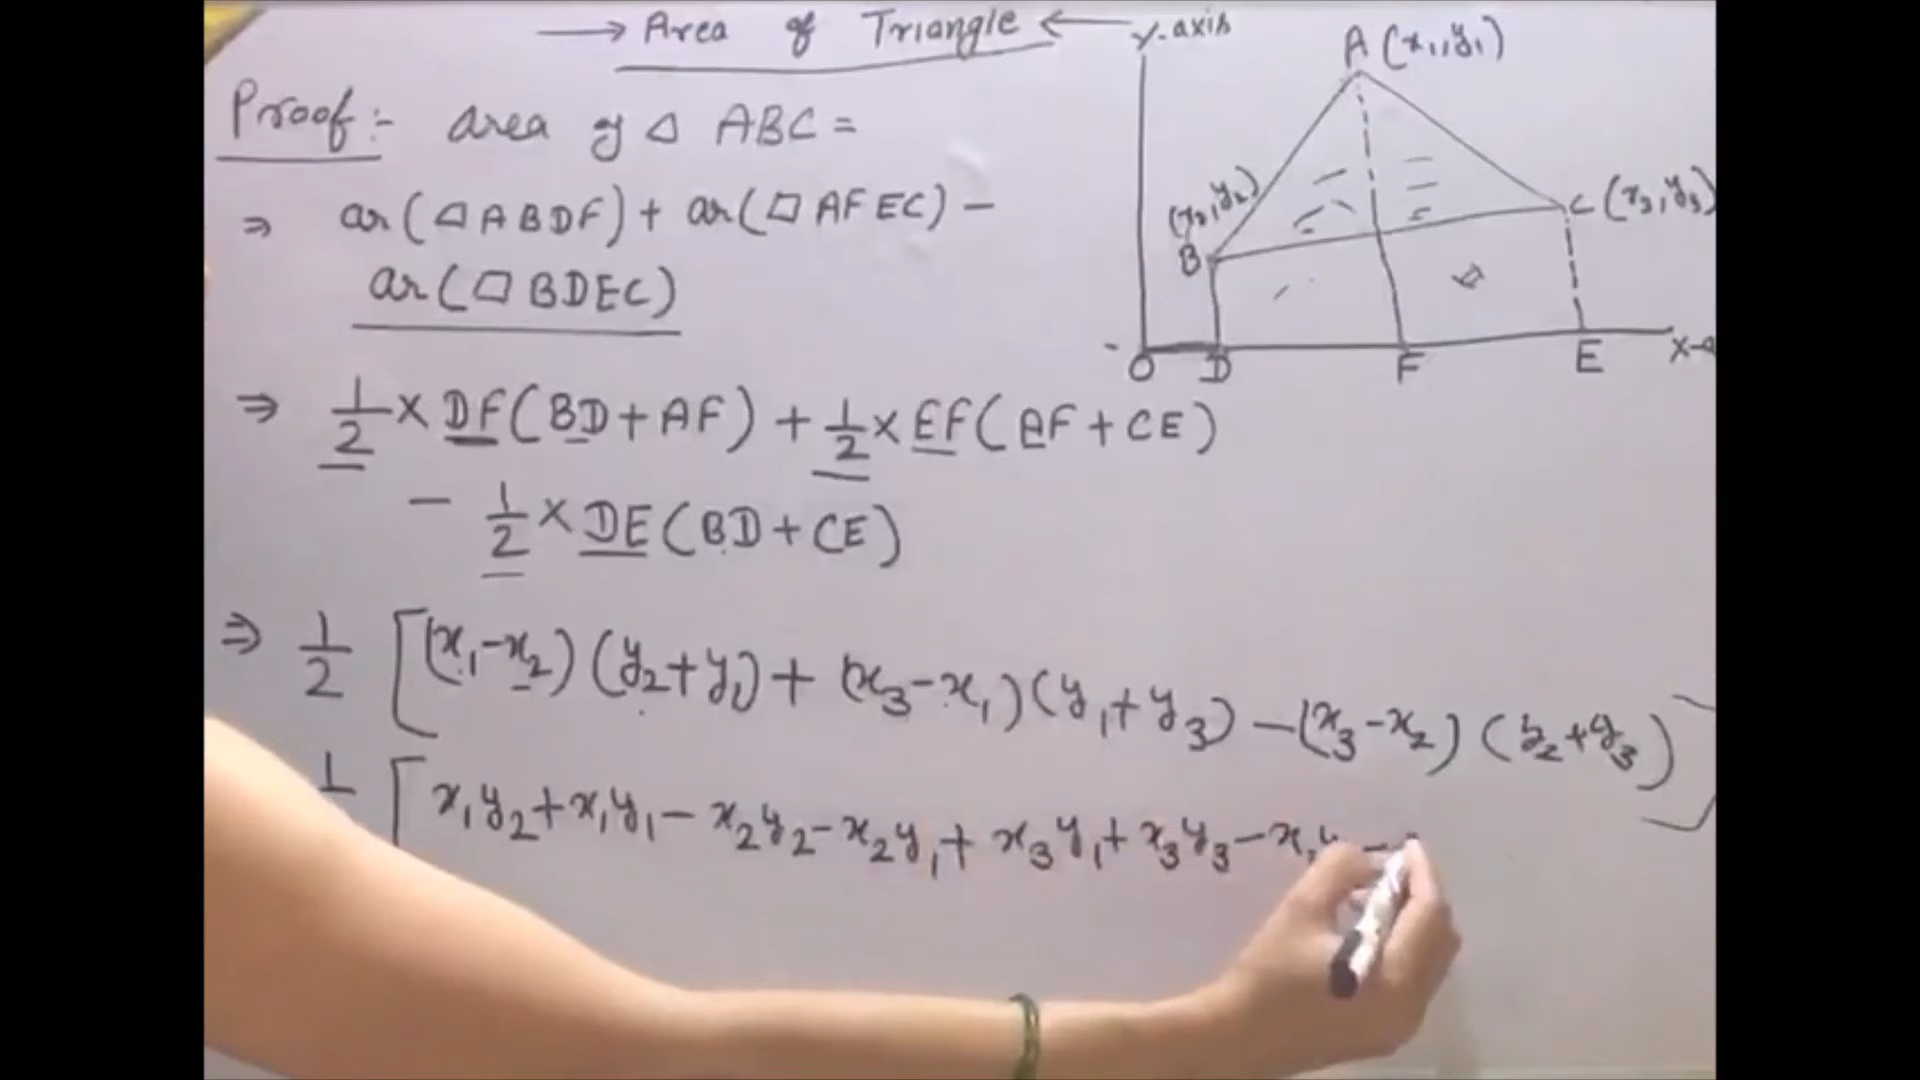 → Area of Triangle ←
y-axis
A (x₁,y₁)
Proof:- area of △ ABC =
(x₂,y₂)
C (x₃,y₃)
⇒ ar(▱ABDF) + ar(▱AFEC) -
B
ar(▱BDEC)
O D F E X-a
⇒ 1/2 × DF(BD + AF) + 1/2 × EF(AF + CE)
- 1/2 × DE(BD + CE)
⇒ 1/2 [(x₁-x₂)(y₂+y₁) + (x₃-x₁)(y₁+y₃) - (x₃-x₂)(y₂+y₃)]
1 [x₁y₂ + x₁y₁ - x₂y₂ - x₂y₁ + x₃y₁ + x₃y₃ - x₁y -